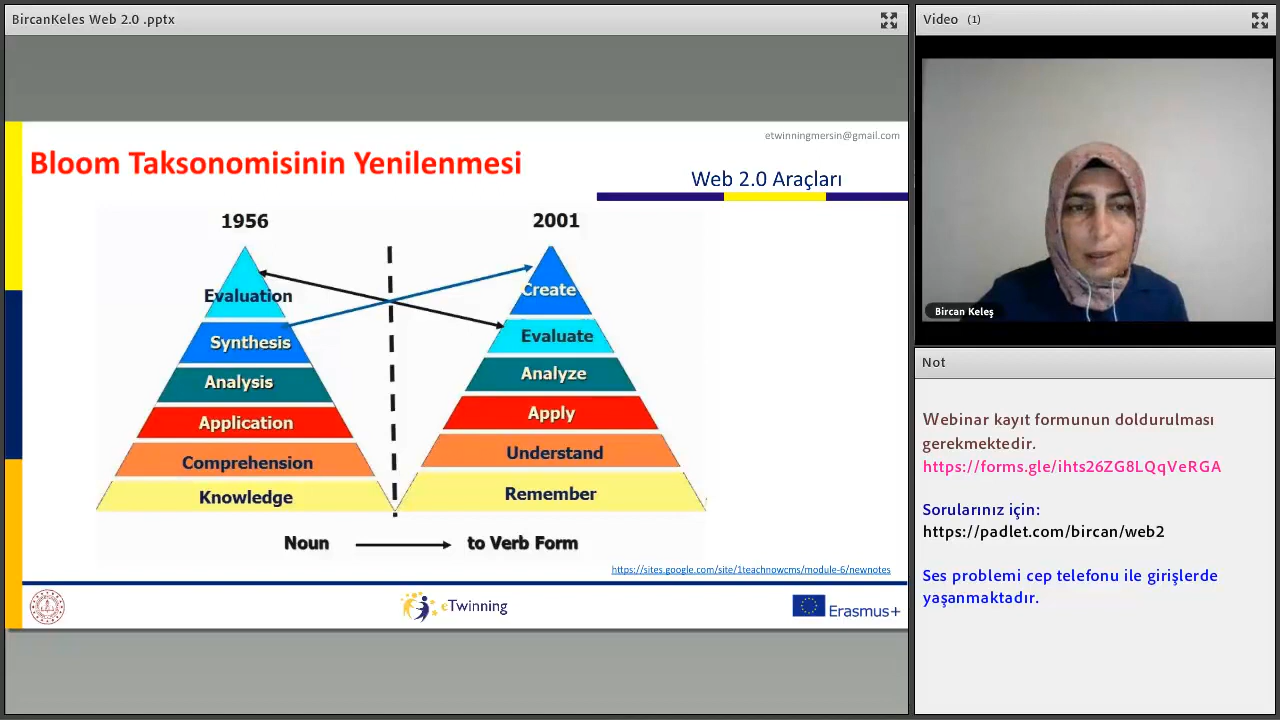 BircanKeles Web 2.0 .pptx
etwinningmersin@gmail.com
Bloom Taksonomisinin Yenilenmesi
Web 2.0 Araçları
1956
2001
Evaluation
Synthesis
Analysis
Application
Comprehension
Knowledge
Create
Evaluate
Analyze
Apply
Understand
Remember
Noun
to Verb Form
https://sites.google.com/site/1teachnowcms/module-6/newnotes
eTwinning
Erasmus+
Video (1)
Bircan Keleş
Not
Webinar kayıt formunun doldurulması
gerekmektedir.
https://forms.gle/ihts26ZG8LQqVeRGA
Sorularınız için:
https://padlet.com/bircan/web2
Ses problemi cep telefonu ile girişlerde
yaşanmaktadır.